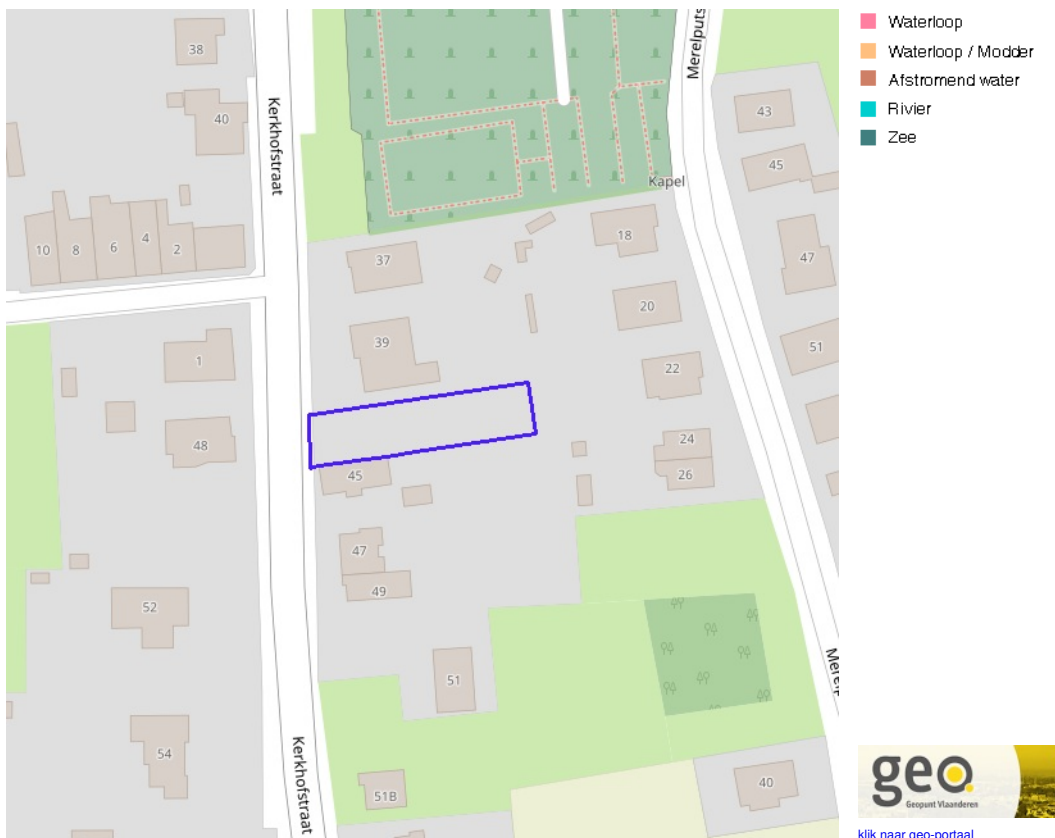 Waterloop
Waterloop / Modder
Afstromend water
Rivier
Zee
38
40
Kerkhofstraat
Merelputs
43
45
Kapel
10
8
6
4
2
37
18
47
20
39
1
51
22
48
24
45
26
47
49
52
51
Merelp
54
Kerkhofstraat
51B
40
geo.
Geopunt Vlaanderen
klik naar geo-portaal